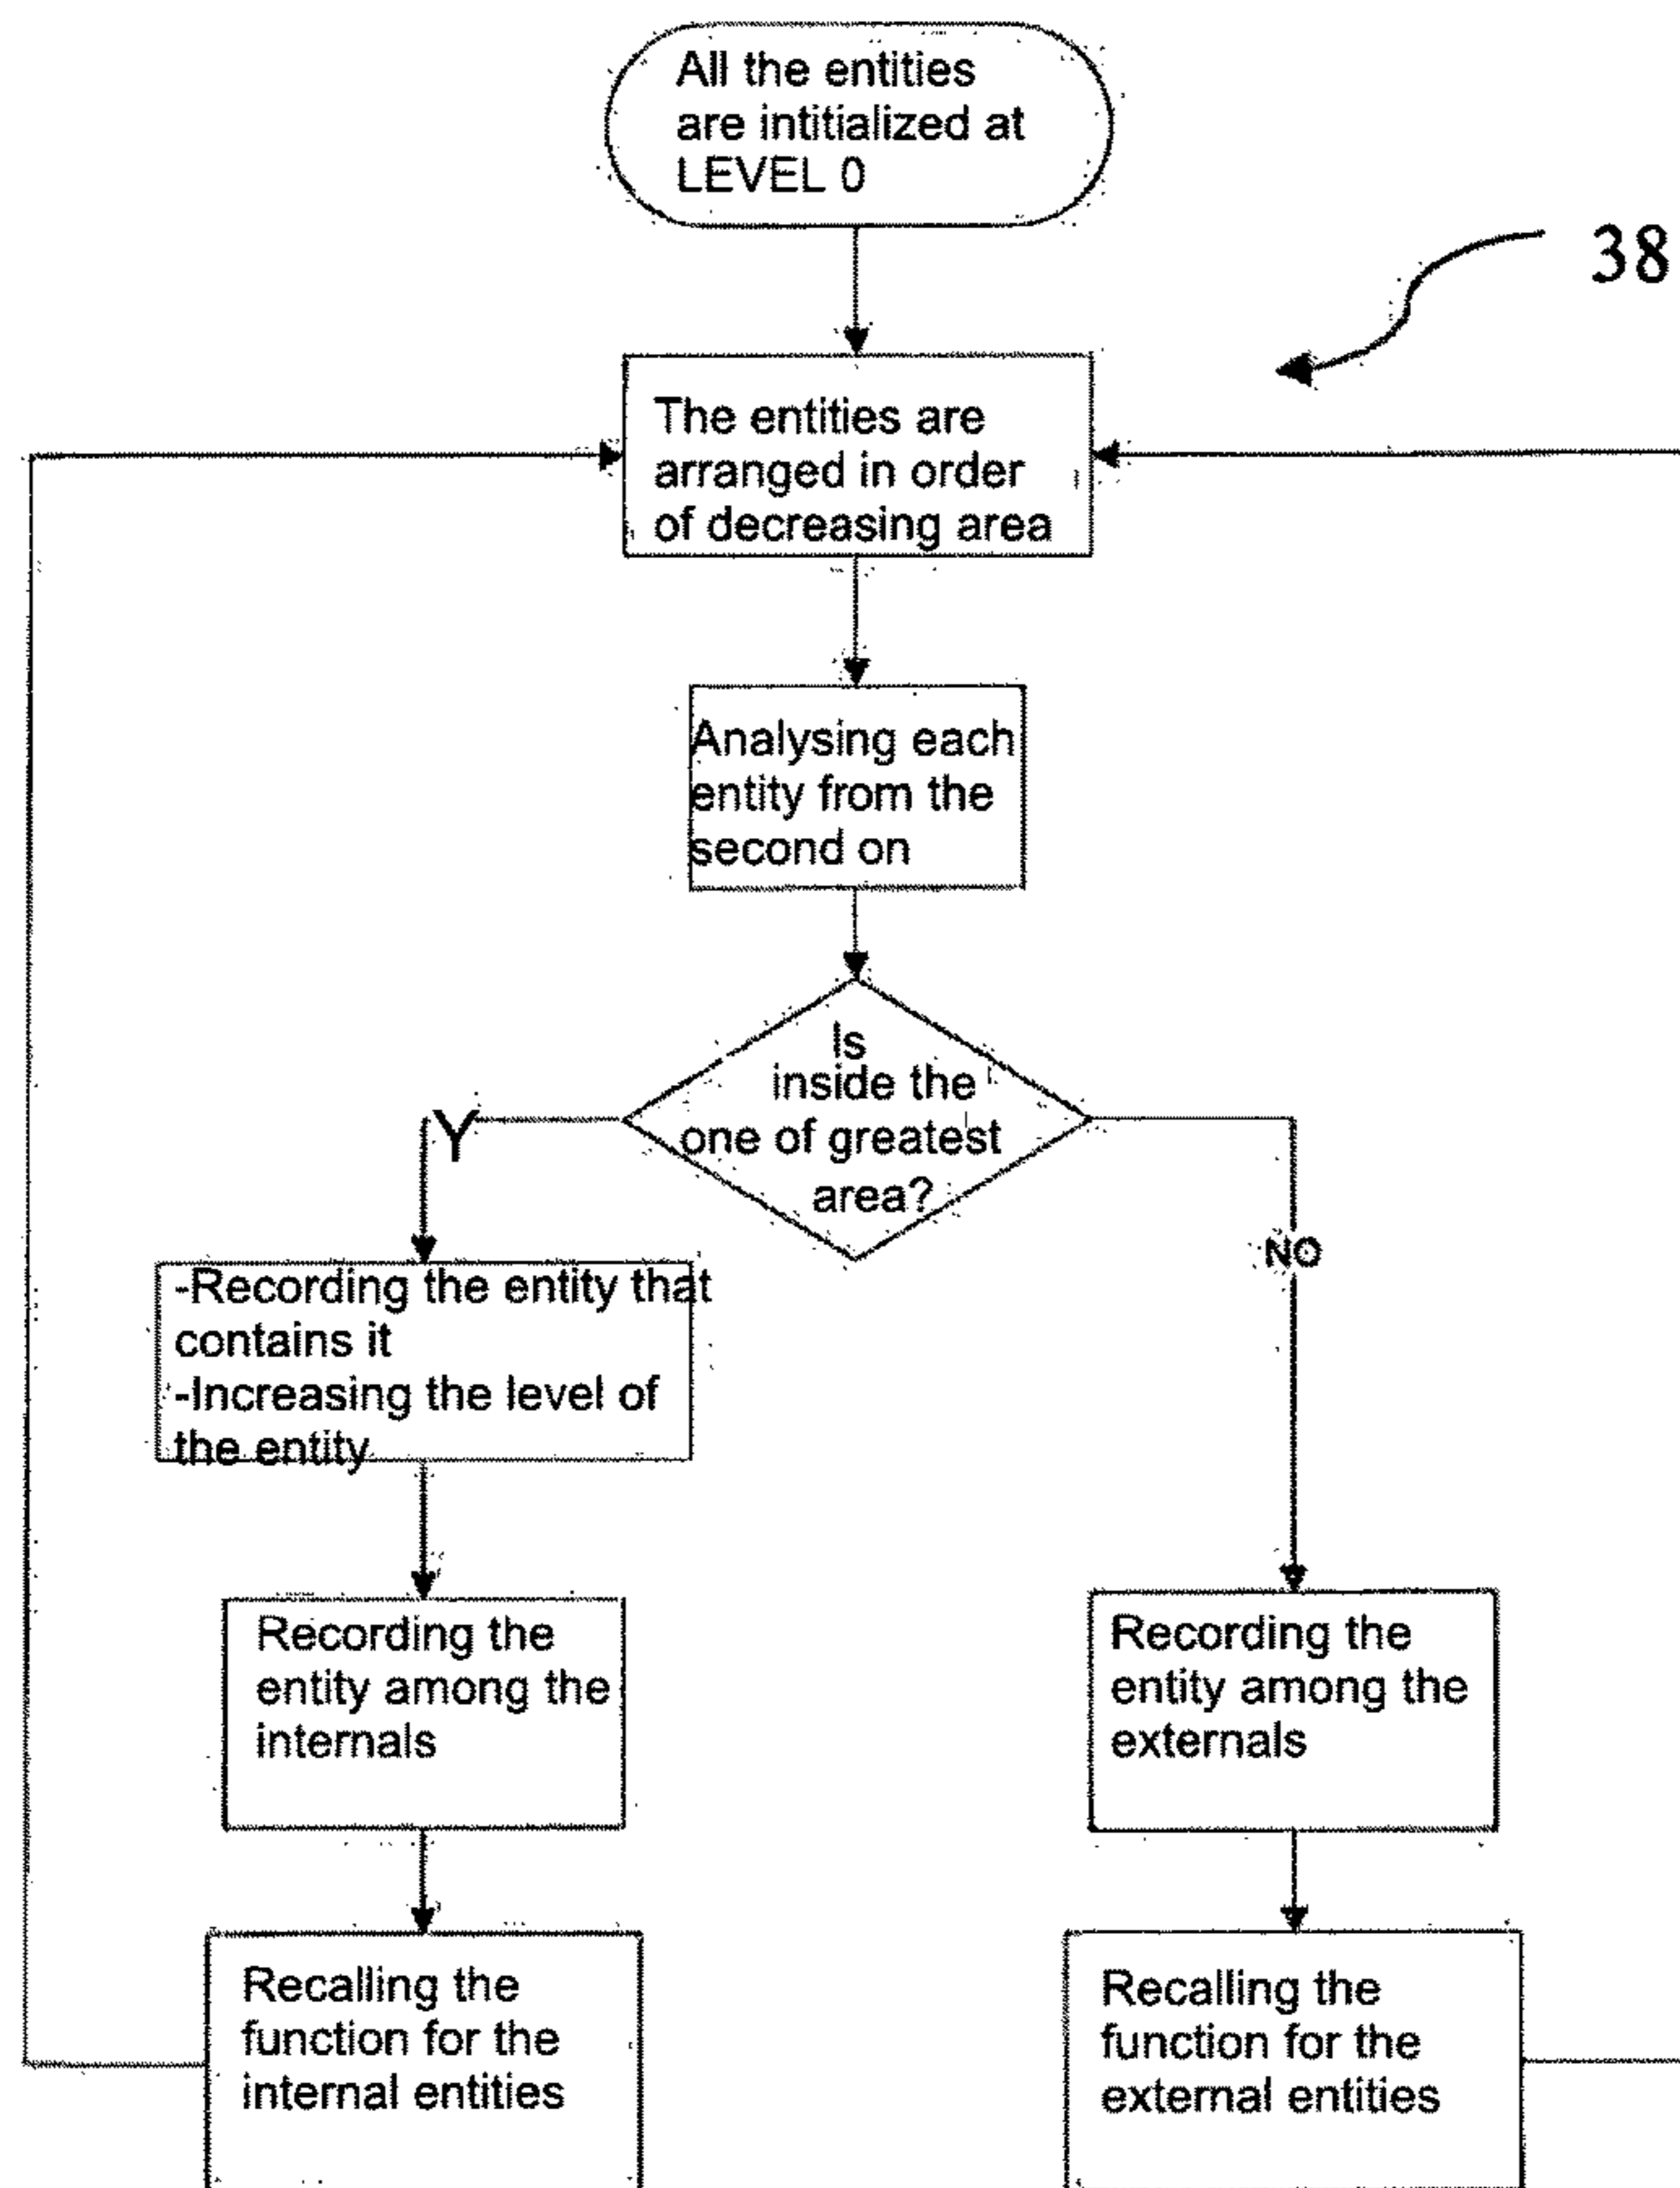 All the entities
are intitialized at
LEVEL 0
38
The entities are
arranged in order
of decreasing area
Analysing each
entity from the
second on
Is
inside the
one of greatest
area?
Y
NO
-Recording the entity that
contains it
-Increasing the level of
the entity
Recording the
entity among the
internals
Recording the
entity among the
externals
Recalling the
function for the
internal entities
Recalling the
function for the
external entities